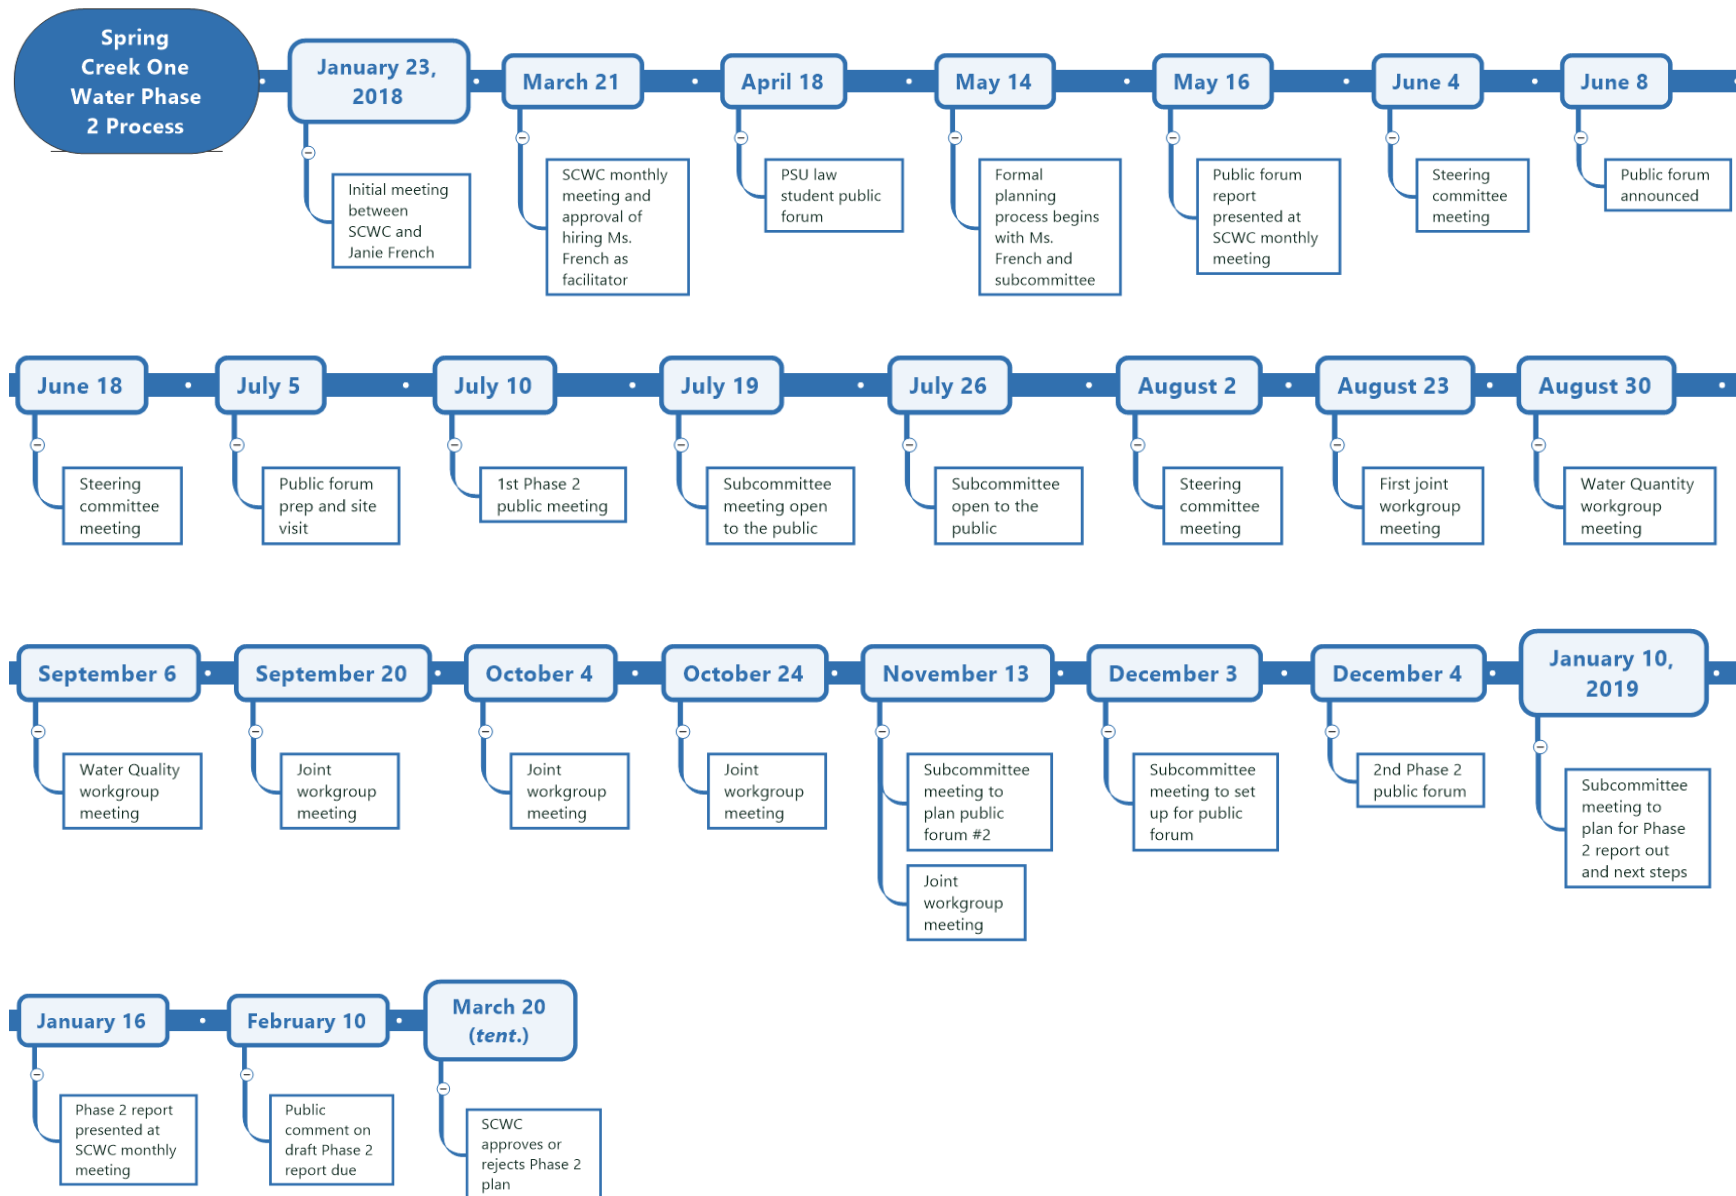 Spring
Creek One
Water Phase
2 Process
January 23,
2018
Initial meeting
between
SCWC and
Janie French
March 21
SCWC monthly
meeting and
approval of
hiring Ms.
French as
facilitator
April 18
PSU law
student public
forum
May 14
Formal
planning
process begins
with Ms.
French and
subcommittee
May 16
Public forum
report
presented at
SCWC monthly
meeting
June 4
Steering
committee
meeting
June 8
Public forum
announced
June 18
Steering
committee
meeting
July 5
Public forum
prep and site
visit
July 10
1st Phase 2
public meeting
July 19
Subcommittee
meeting open
to the public
July 26
Subcommittee
open to the
public
August 2
Steering
committee
meeting
August 23
First joint
workgroup
meeting
August 30
Water Quantity
workgroup
meeting
September 6
Water Quality
workgroup
meeting
September 20
Joint
workgroup
meeting
October 4
Joint
workgroup
meeting
October 24
Joint
workgroup
meeting
November 13
Subcommittee
meeting to
plan public
forum #2
Joint
workgroup
meeting
December 3
Subcommittee
meeting to set
up for public
forum
December 4
2nd Phase 2
public forum
January 10,
2019
Subcommittee
meeting to
plan for Phase
2 report out
and next steps
January 16
Phase 2 report
presented at
SCWC monthly
meeting
February 10
Public
comment on
draft Phase 2
report due
March 20
(tent.)
SCWC
approves or
rejects Phase 2
plan